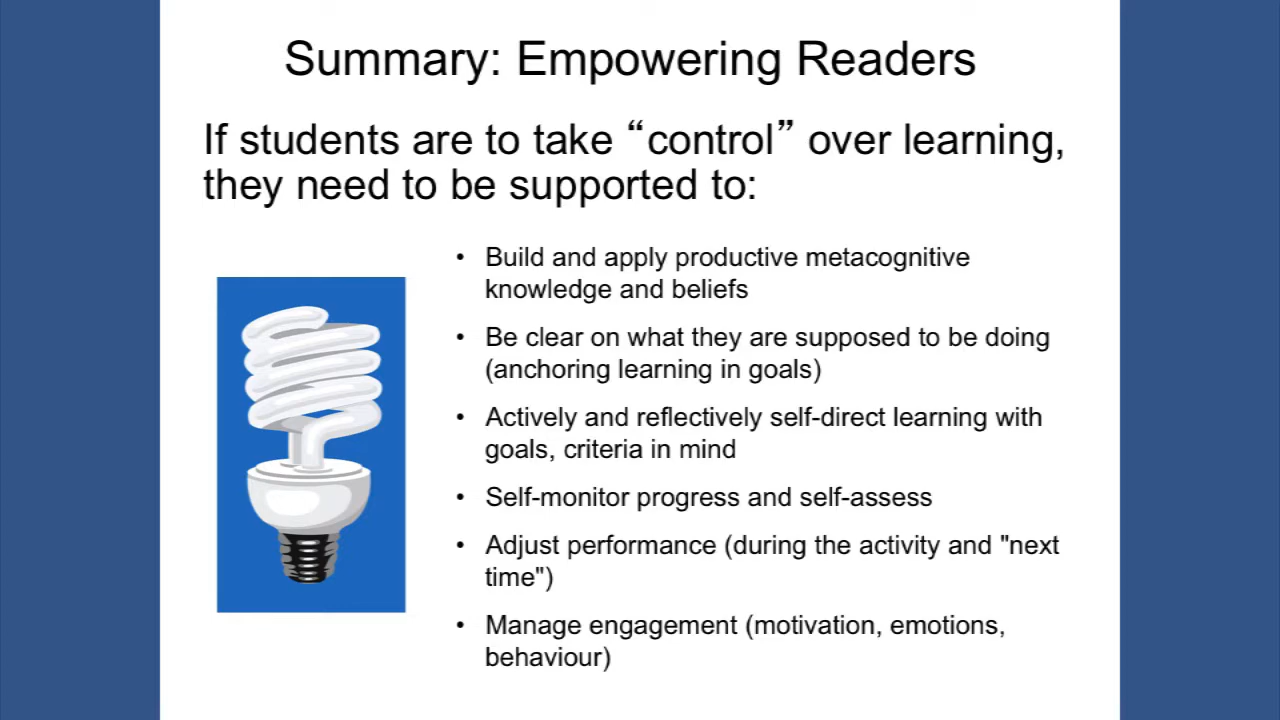 Summary: Empowering Readers
If students are to take “control” over learning,
they need to be supported to:
• Build and apply productive metacognitive
knowledge and beliefs
• Be clear on what they are supposed to be doing
(anchoring learning in goals)
• Actively and reflectively self-direct learning with
goals, criteria in mind
• Self-monitor progress and self-assess
• Adjust performance (during the activity and "next
time")
• Manage engagement (motivation, emotions,
behaviour)